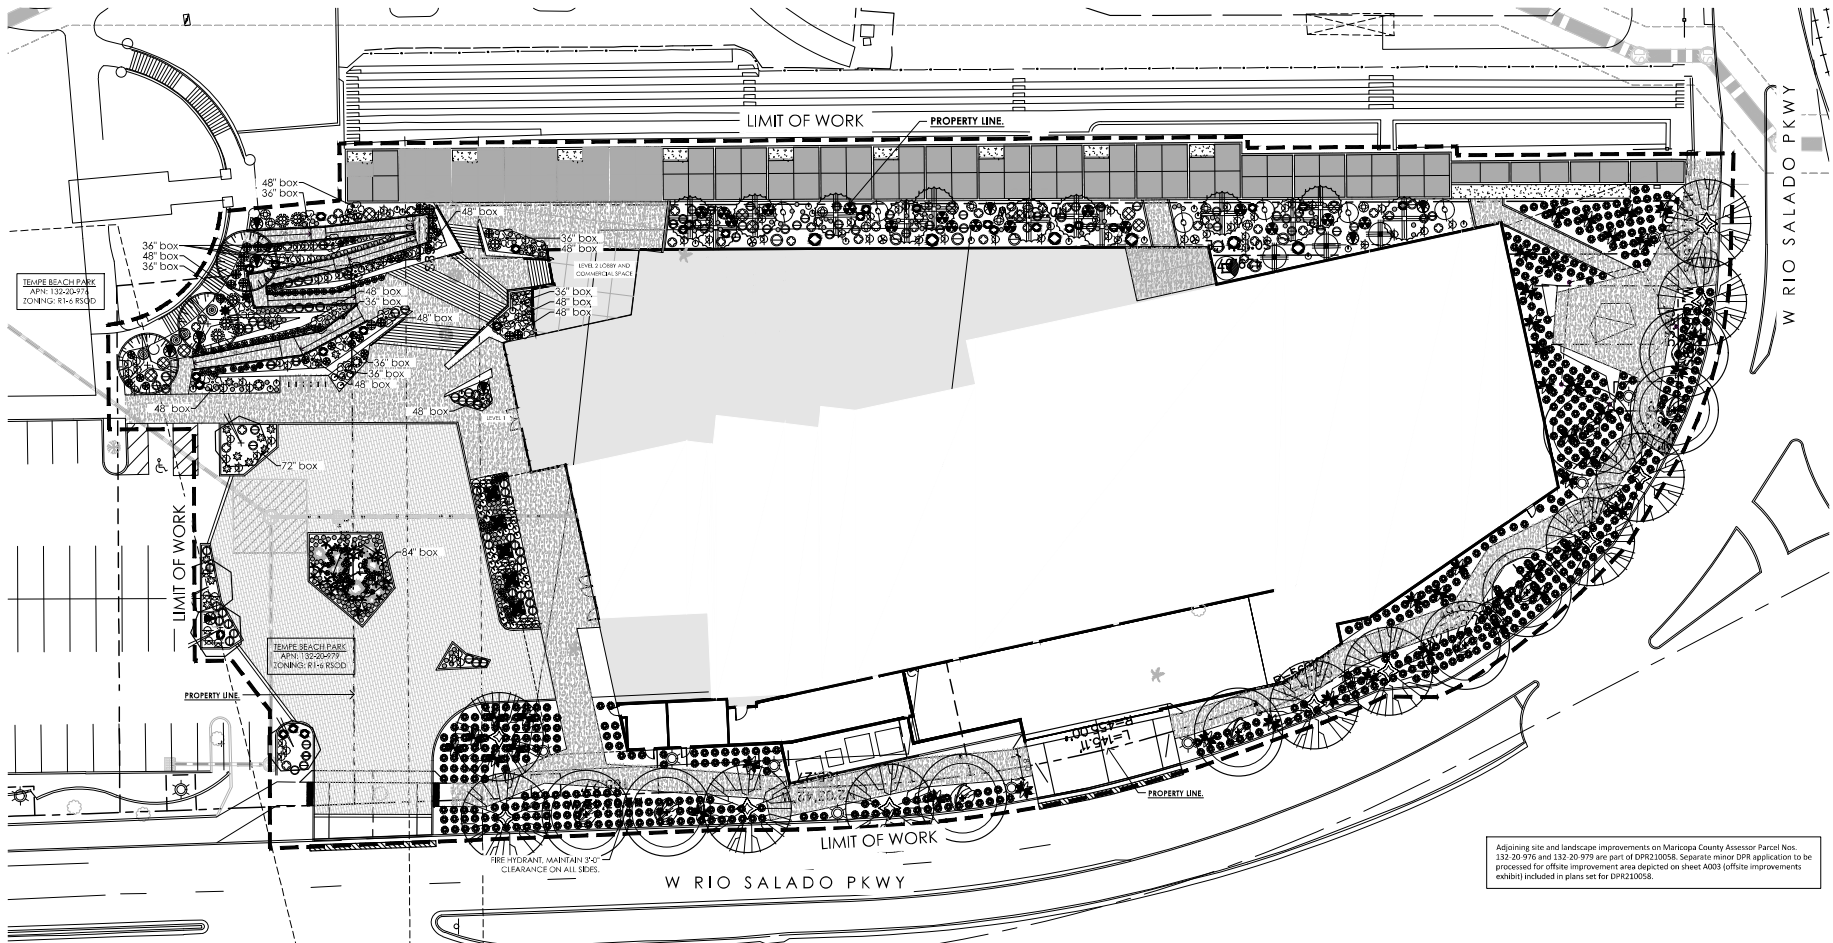 LIMIT OF WORK
PROPERTY LINE.
W RIO SALADO PKWY
48" box
36" box
48" box
36" box
48" box
36" box
36" box
48" box
LEVEL 2 LOBBY AND
COMMERCIAL SPACE
TEMPE BEACH PARK
APN: 132-20-976
ZONING: R1-6 RSOD
48" box
36" box
48" box
36" box
48" box
48" box
36" box
36" box
48" box
48" box
48" box
LEVEL 1
72" box
LIMIT OF WORK
84" box
TEMPE BEACH PARK
APN: 132-20-979
ZONING: R1-6 RSOD
PROPERTY LINE.
L=145.11'
R=430.00'
PROPERTY LINE.
LIMIT OF WORK
FIRE HYDRANT, MAINTAIN 3'-0"
CLEARANCE ON ALL SIDES.
W RIO SALADO PKWY
Adjoining site and landscape improvements on Maricopa County Assessor Parcel Nos.
132-20-976 and 132-20-979 are part of DPR210058. Separate minor DPR application to be
processed for offsite improvement area depicted on sheet A003 (offsite improvements
exhibit) included in plans set for DPR210058.